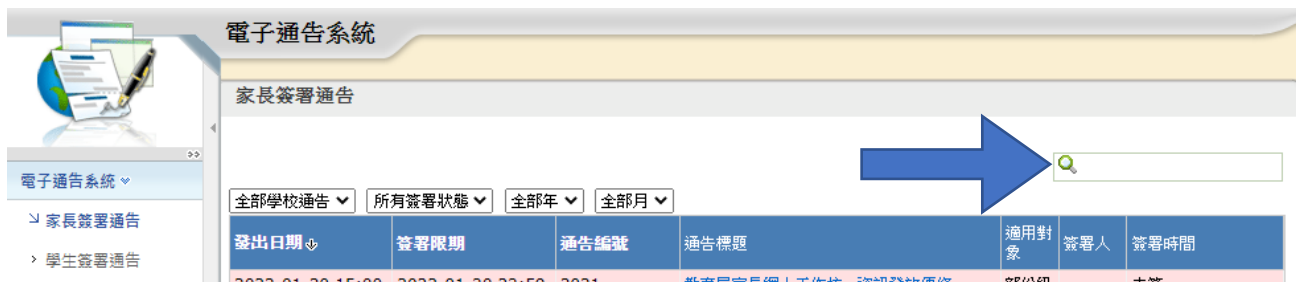 電子通告系統
家長簽署通告
電子通告系統
家長簽署通告
學生簽署通告
全部學校通告 所有簽署狀態 全部年 全部月
發出日期 簽署限期 通告編號 通告標題 適用對象 簽署人 簽署時間